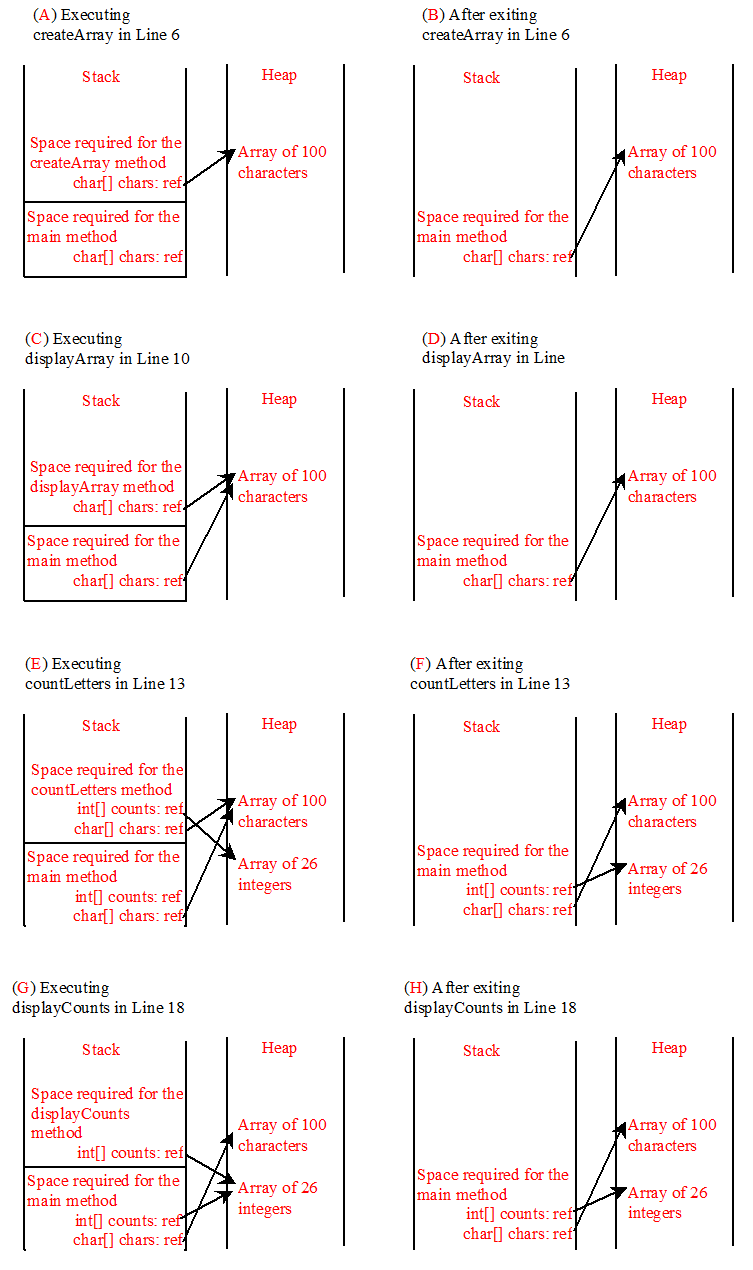 (A) Executing
createArray in Line 6
Stack
Heap
Space required for the
createArray method
char[] chars: ref
Array of 100
characters
Space required for the
main method
char[] chars: ref
(B) After exiting
createArray in Line 6
Stack
Heap
Array of 100
characters
Space required for the
main method
char[] chars: ref
(C) Executing
displayArray in Line 10
Stack
Heap
Space required for the
displayArray method
char[] chars: ref
Array of 100
characters
Space required for the
main method
char[] chars: ref
(D) After exiting
displayArray in Line
Stack
Heap
Array of 100
characters
Space required for the
main method
char[] chars: ref
(E) Executing
countLetters in Line 13
Stack
Heap
Space required for the
countLetters method
int[] counts: ref
char[] chars: ref
Array of 100
characters
Space required for the
main method
int[] counts: ref
char[] chars: ref
Array of 26
integers
(F) After exiting
countLetters in Line 13
Stack
Heap
Array of 100
characters
Space required for the
main method
int[] counts: ref
char[] chars: ref
Array of 26
integers
(G) Executing
displayCounts in Line 18
Stack
Heap
Space required for the
displayCounts
method
int[] counts: ref
Array of 100
characters
Space required for the
main method
int[] counts: ref
char[] chars: ref
Array of 26
integers
(H) After exiting
displayCounts in Line 18
Stack
Heap
Array of 100
characters
Space required for the
main method
int[] counts: ref
char[] chars: ref
Array of 26
integers